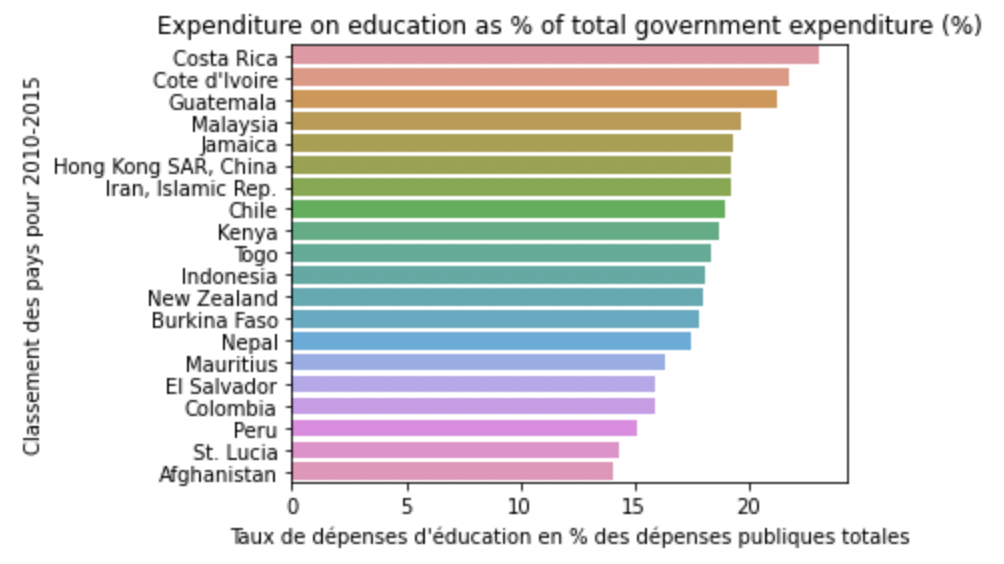 Expenditure on education as % of total government expenditure (%)
Classement des pays pour 2010-2015
Costa Rica
Cote d'Ivoire
Guatemala
Malaysia
Jamaica
Hong Kong SAR, China
Iran, Islamic Rep.
Chile
Kenya
Togo
Indonesia
New Zealand
Burkina Faso
Nepal
Mauritius
El Salvador
Colombia
Peru
St. Lucia
Afghanistan
0 5 10 15 20
Taux de dépenses d'éducation en % des dépenses publiques totales